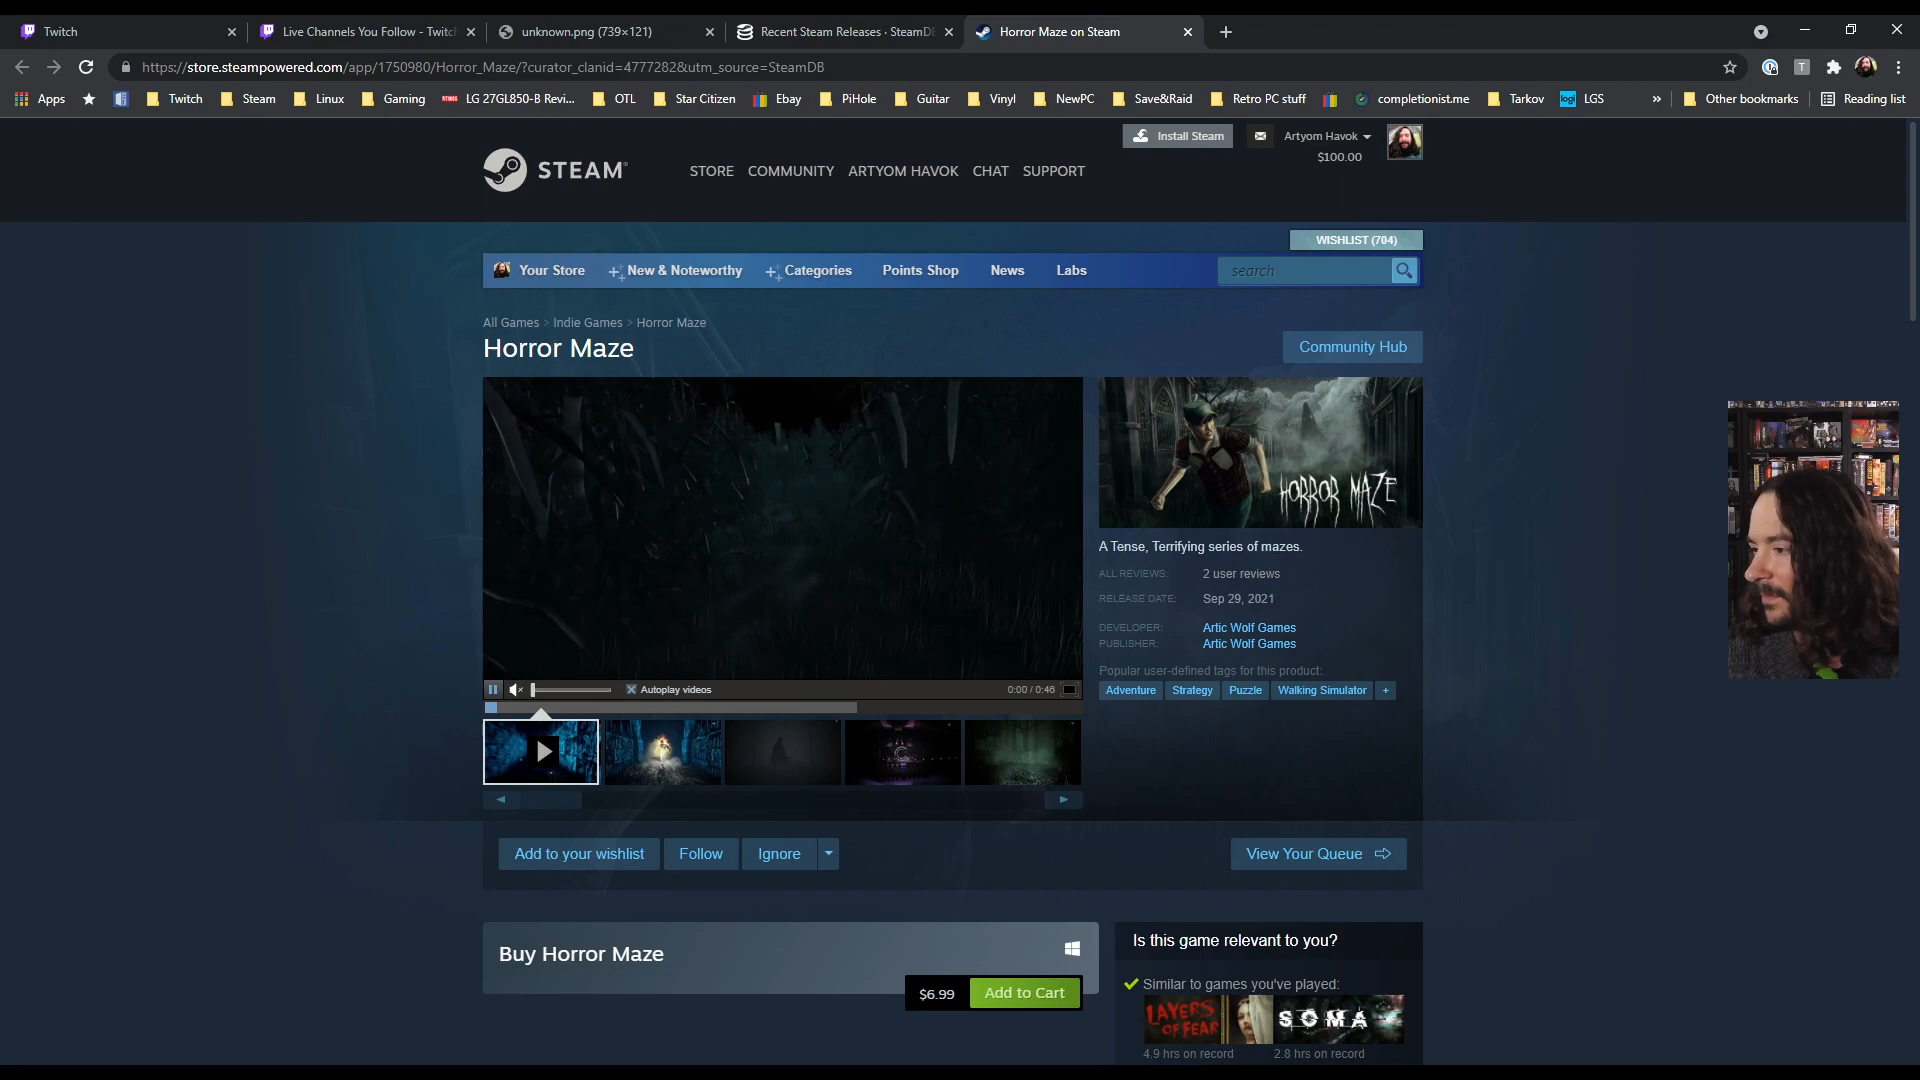 Twitch
Live Channels You Follow - Twitch
unknown.png (739×121)
Recent Steam Releases · SteamDB
Horror Maze on Steam
https://store.steampowered.com/app/1750980/Horror_Maze/?curator_clanid=4777282&utm_source=SteamDB
Apps
Twitch
Steam
Linux
Gaming
LG 27GL850-B Revi...
OTL
Star Citizen
Ebay
PiHole
Guitar
Vinyl
NewPC
Save&Raid
Retro PC stuff
completionist.me
Tarkov
LGS
»
Other bookmarks
Reading list
Install Steam
Artyom Havok
$100.00
STEAM
STORE
COMMUNITY
ARTYOM HAVOK
CHAT
SUPPORT
WISHLIST (704)
Your Store
New & Noteworthy
Categories
Points Shop
News
Labs
search
All Games > Indie Games > Horror Maze
Horror Maze
Community Hub
HORROR MAZE
A Tense, Terrifying series of mazes.
ALL REVIEWS: 2 user reviews
RELEASE DATE: Sep 29, 2021
DEVELOPER: Artic Wolf Games
PUBLISHER: Artic Wolf Games
Popular user-defined tags for this product:
Adventure
Strategy
Puzzle
Walking Simulator
+
Autoplay videos
0:00 / 0:46
Add to your wishlist
Follow
Ignore
View Your Queue
Buy Horror Maze
$6.99
Add to Cart
Is this game relevant to you?
Similar to games you've played:
LAYERS OF FEAR
SOMA
4.9 hrs on record
2.8 hrs on record